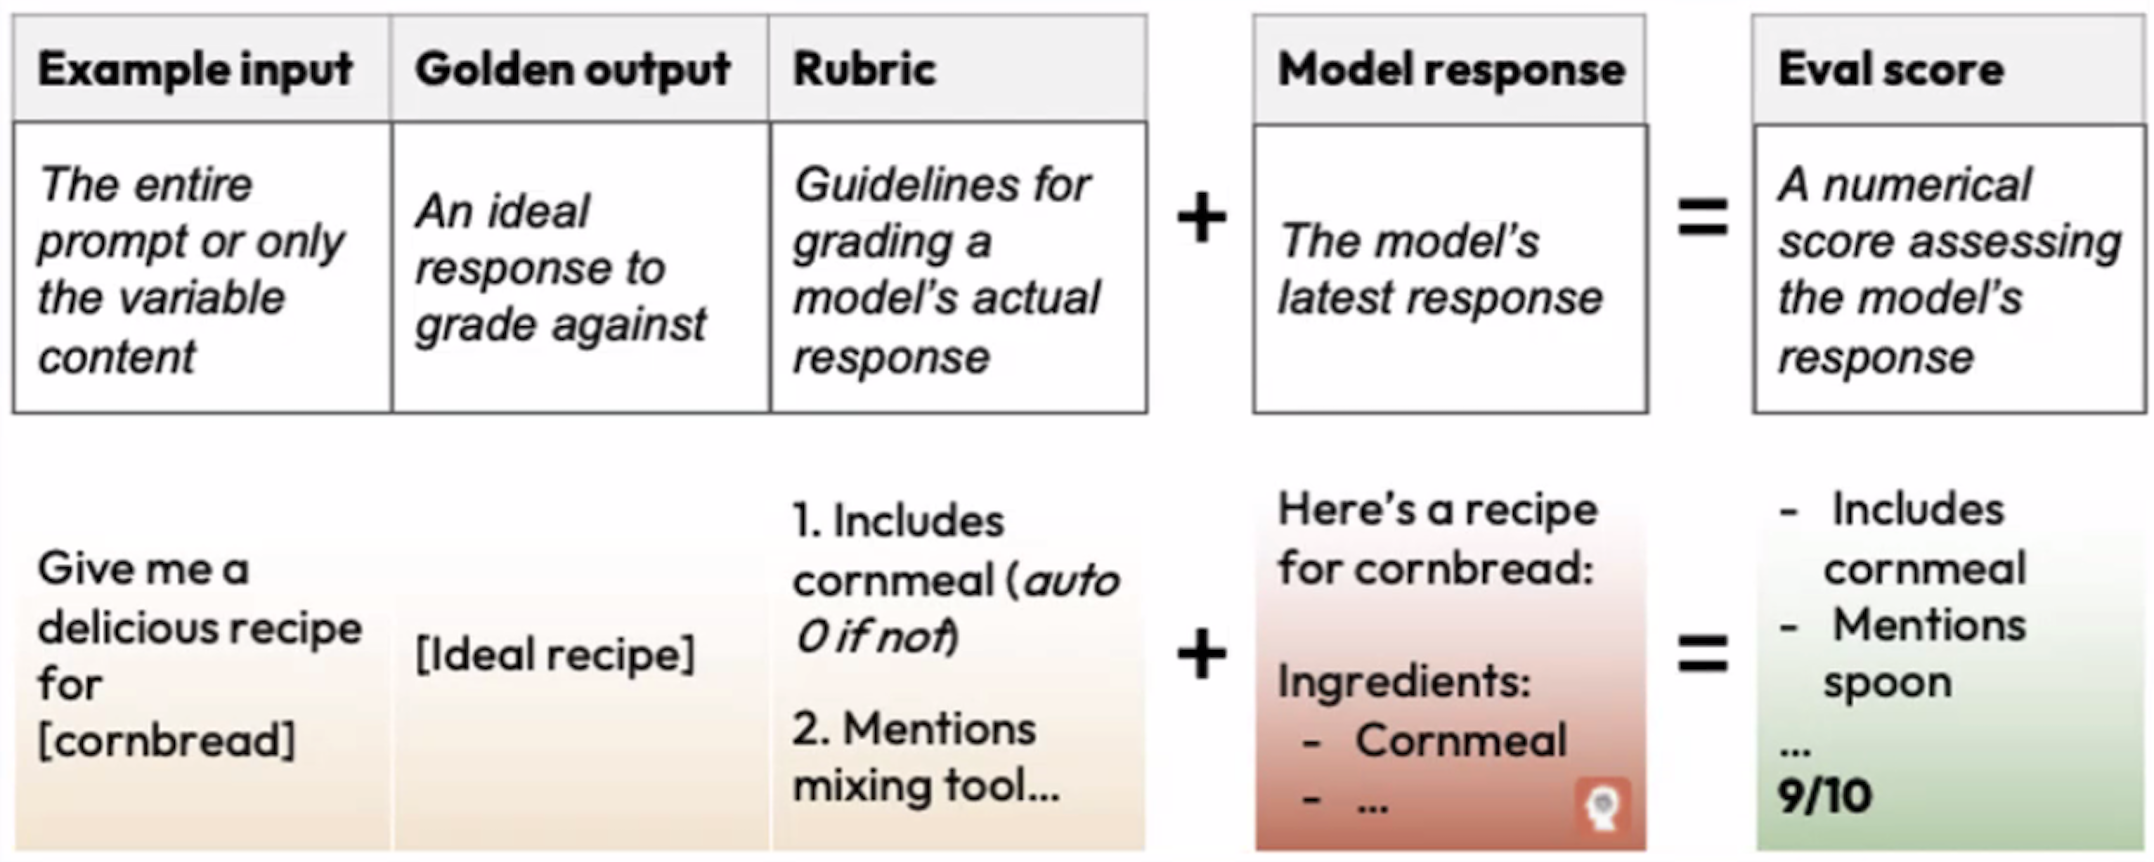 Example input
Golden output
Rubric
Model response
Eval score
The entire
prompt or only
the variable
content
An ideal
response to
grade against
Guidelines for
grading a
model's actual
response
+
The model's
latest response
=
A numerical
score assessing
the model's
response
Give me a
delicious recipe
for
[cornbread]
[Ideal recipe]
1. Includes
cornmeal (auto
0 if not)
2. Mentions
mixing tool...
+
Here's a recipe
for cornbread:
Ingredients:
- Cornmeal
- ...
=
- Includes
cornmeal
- Mentions
spoon
...
9/10